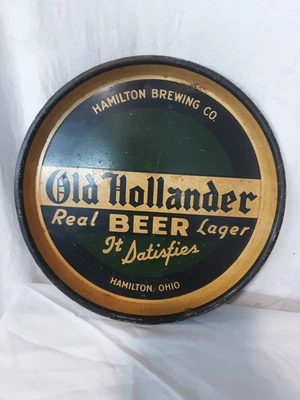 HAMILTON BREWING CO.
Old Hollander
Real BEER Lager
It Satisfies
HAMILTON, OHIO